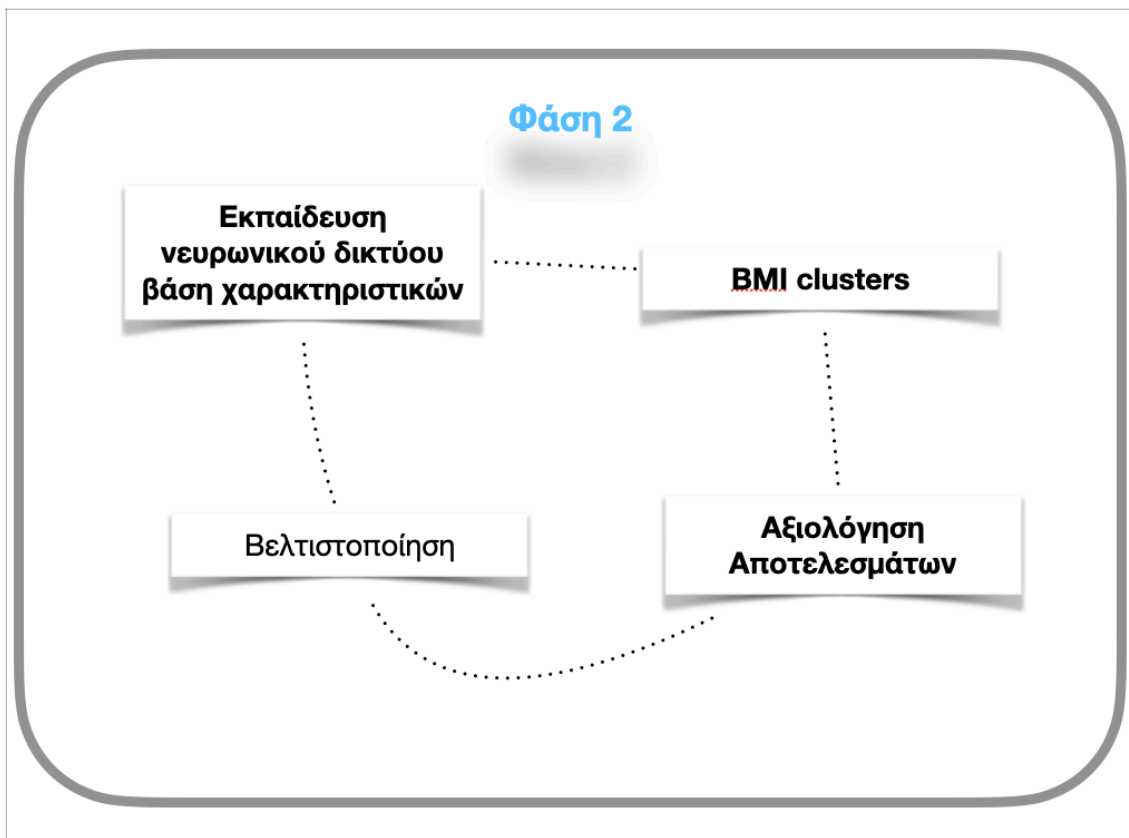 Φάση 2
Εκπαίδευση
νευρωνικού δικτύου
βάση χαρακτηριστικών
BMI clusters
Βελτιστοποίηση
Αξιολόγηση
Αποτελεσμάτων